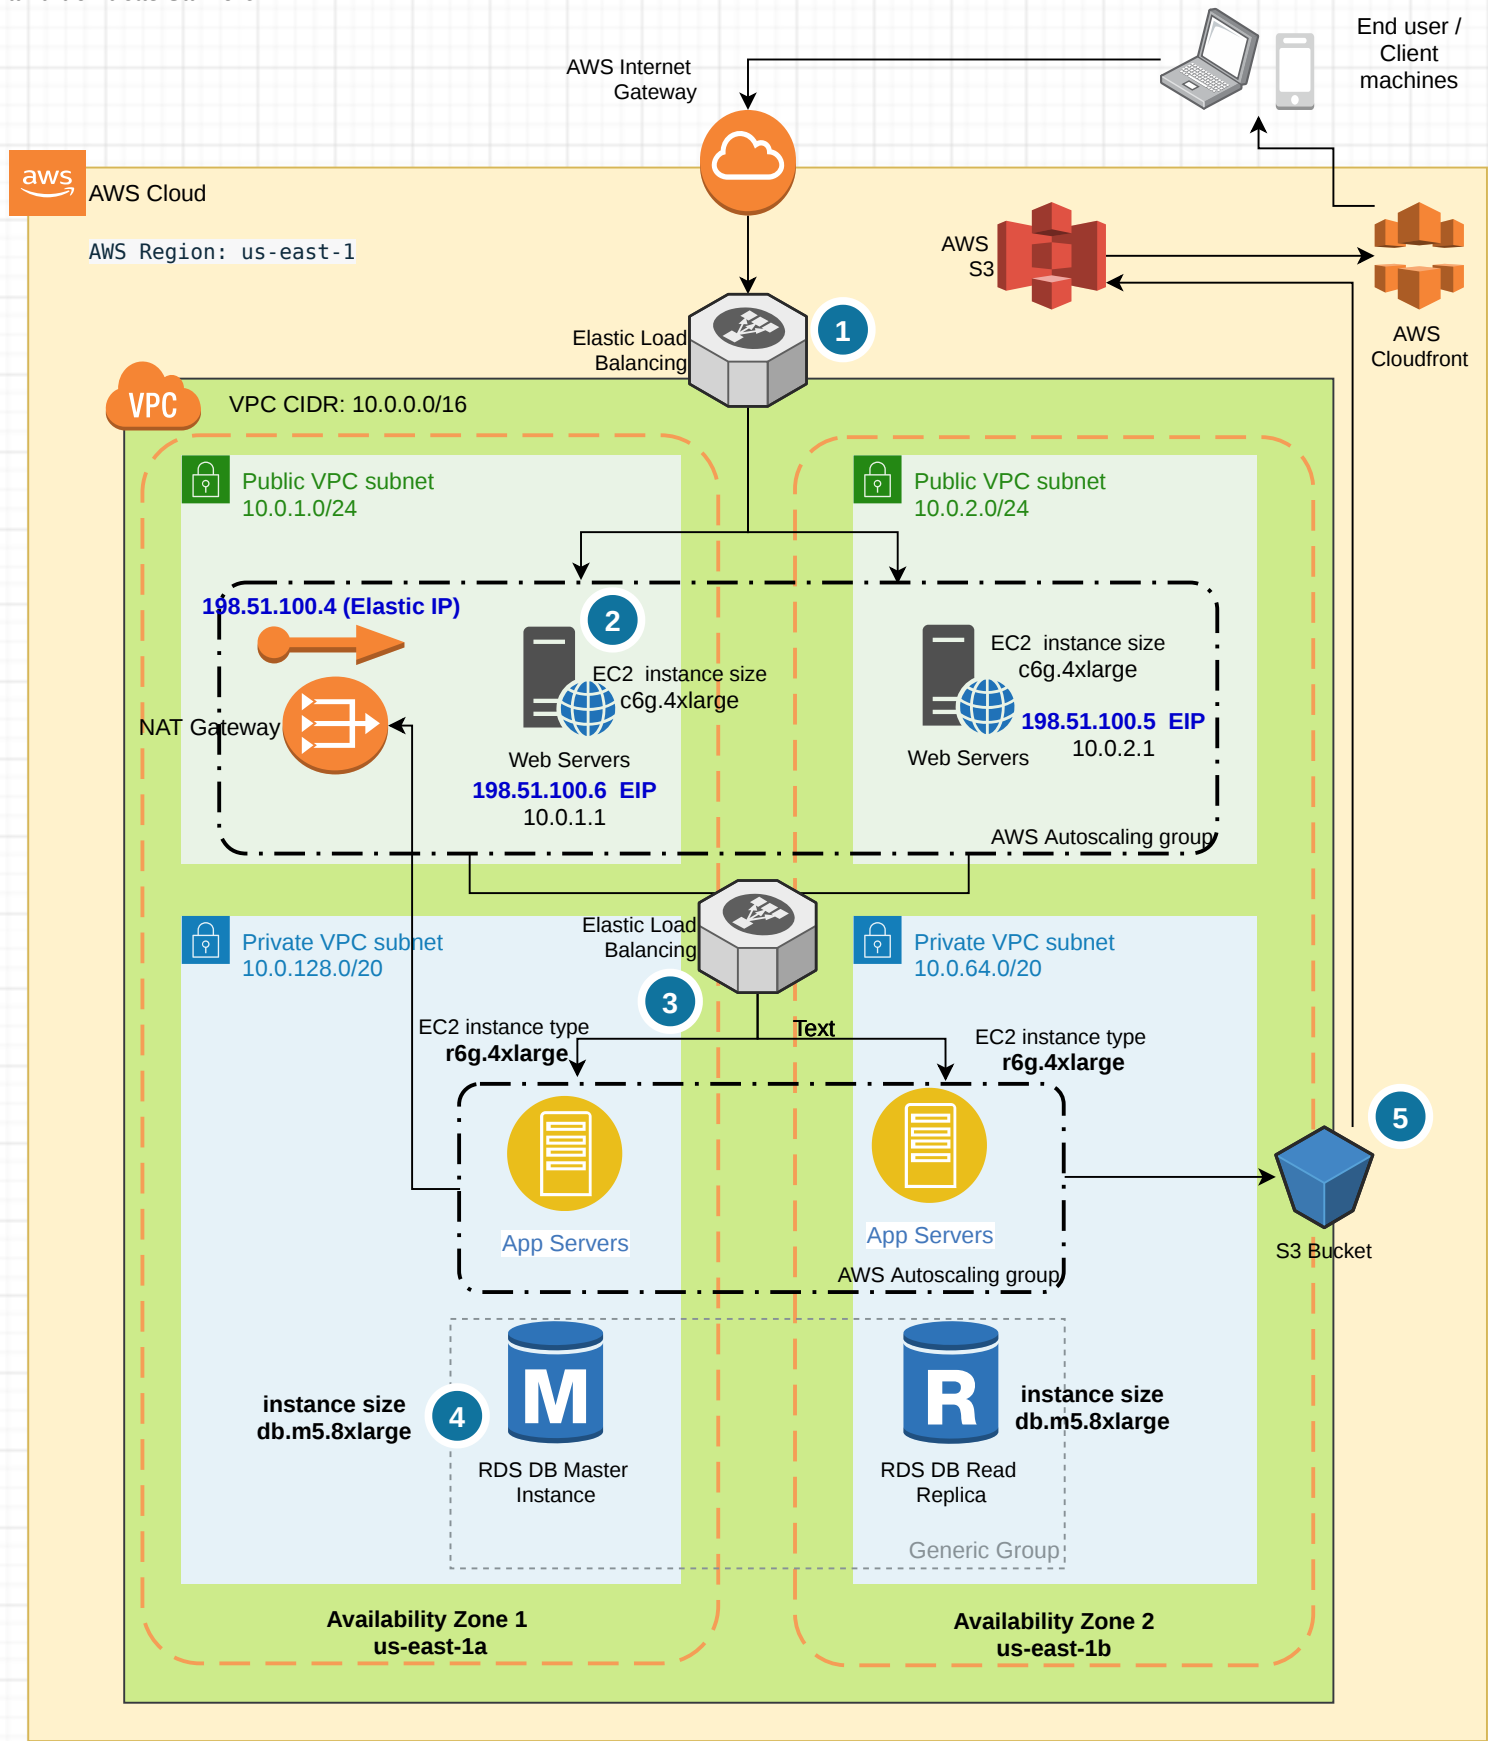 End user /
Client
machines
AWS Internet
Gateway
aws
AWS Cloud
AWS Region: us-east-1
AWS
S3
AWS
Cloudfront
Elastic Load
Balancing
1
VPC
VPC CIDR: 10.0.0.0/16
Public VPC subnet
10.0.1.0/24
Public VPC subnet
10.0.2.0/24
198.51.100.4 (Elastic IP)
2
EC2 instance size
c6g.4xlarge
EC2 instance size
c6g.4xlarge
NAT Gateway
Web Servers
198.51.100.6 EIP
10.0.1.1
198.51.100.5 EIP
10.0.2.1
Web Servers
AWS Autoscaling group
Elastic Load
Balancing
3
Private VPC subnet
10.0.128.0/20
Private VPC subnet
10.0.64.0/20
EC2 instance type
r6g.4xlarge
Text
EC2 instance type
r6g.4xlarge
5
App Servers
App Servers
AWS Autoscaling group
S3 Bucket
instance size
db.m5.8xlarge
4
M
R
instance size
db.m5.8xlarge
RDS DB Master
Instance
RDS DB Read
Replica
Generic Group
Availability Zone 1
us-east-1a
Availability Zone 2
us-east-1b